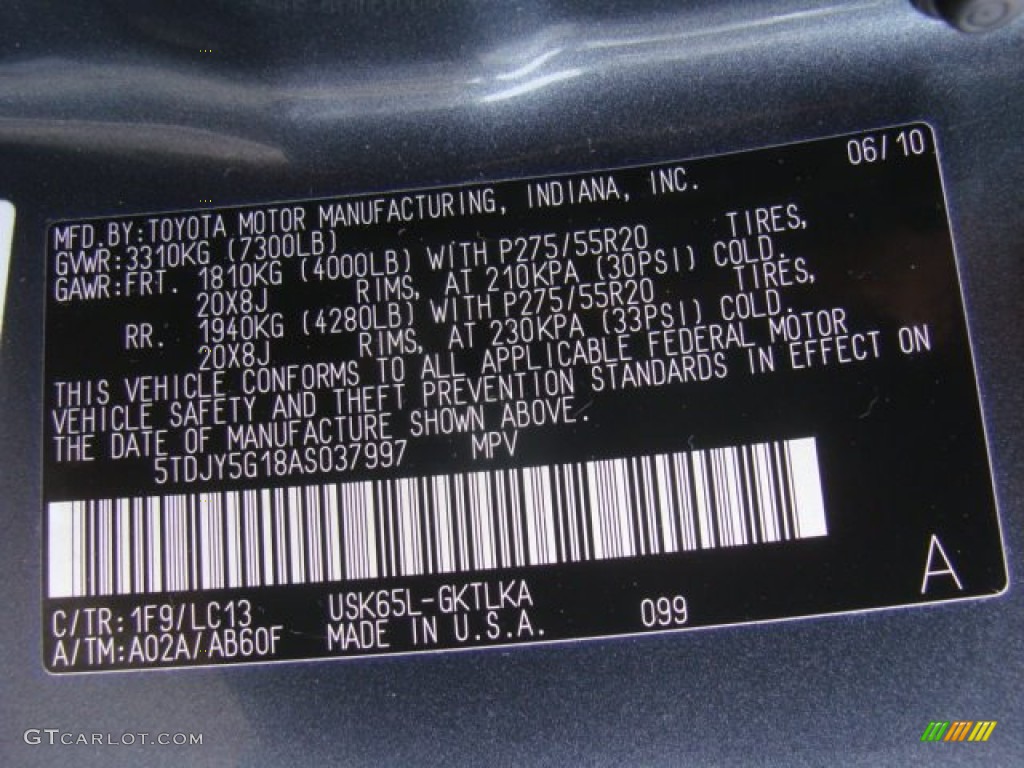 06/10
MFD.BY:TOYOTA MOTOR MANUFACTURING, INDIANA, INC.
GVWR:3310KG (7300LB)
GAWR:FRT. 1810KG (4000LB) WITH P275/55R20 TIRES,
20X8J RIMS, AT 210KPA (30PSI) COLD.
RR. 1940KG (4280LB) WITH P275/55R20 TIRES,
20X8J RIMS, AT 230KPA (33PSI) COLD.
THIS VEHICLE CONFORMS TO ALL APPLICABLE FEDERAL MOTOR
VEHICLE SAFETY AND THEFT PREVENTION STANDARDS IN EFFECT ON
THE DATE OF MANUFACTURE SHOWN ABOVE.
5TDJY5G18AS037997 MPV
C/TR:1F9/LC13 USK65L-GKTLKA
A/TM:A02A/AB60F MADE IN U.S.A. 099
A
GTCARLOT.COM